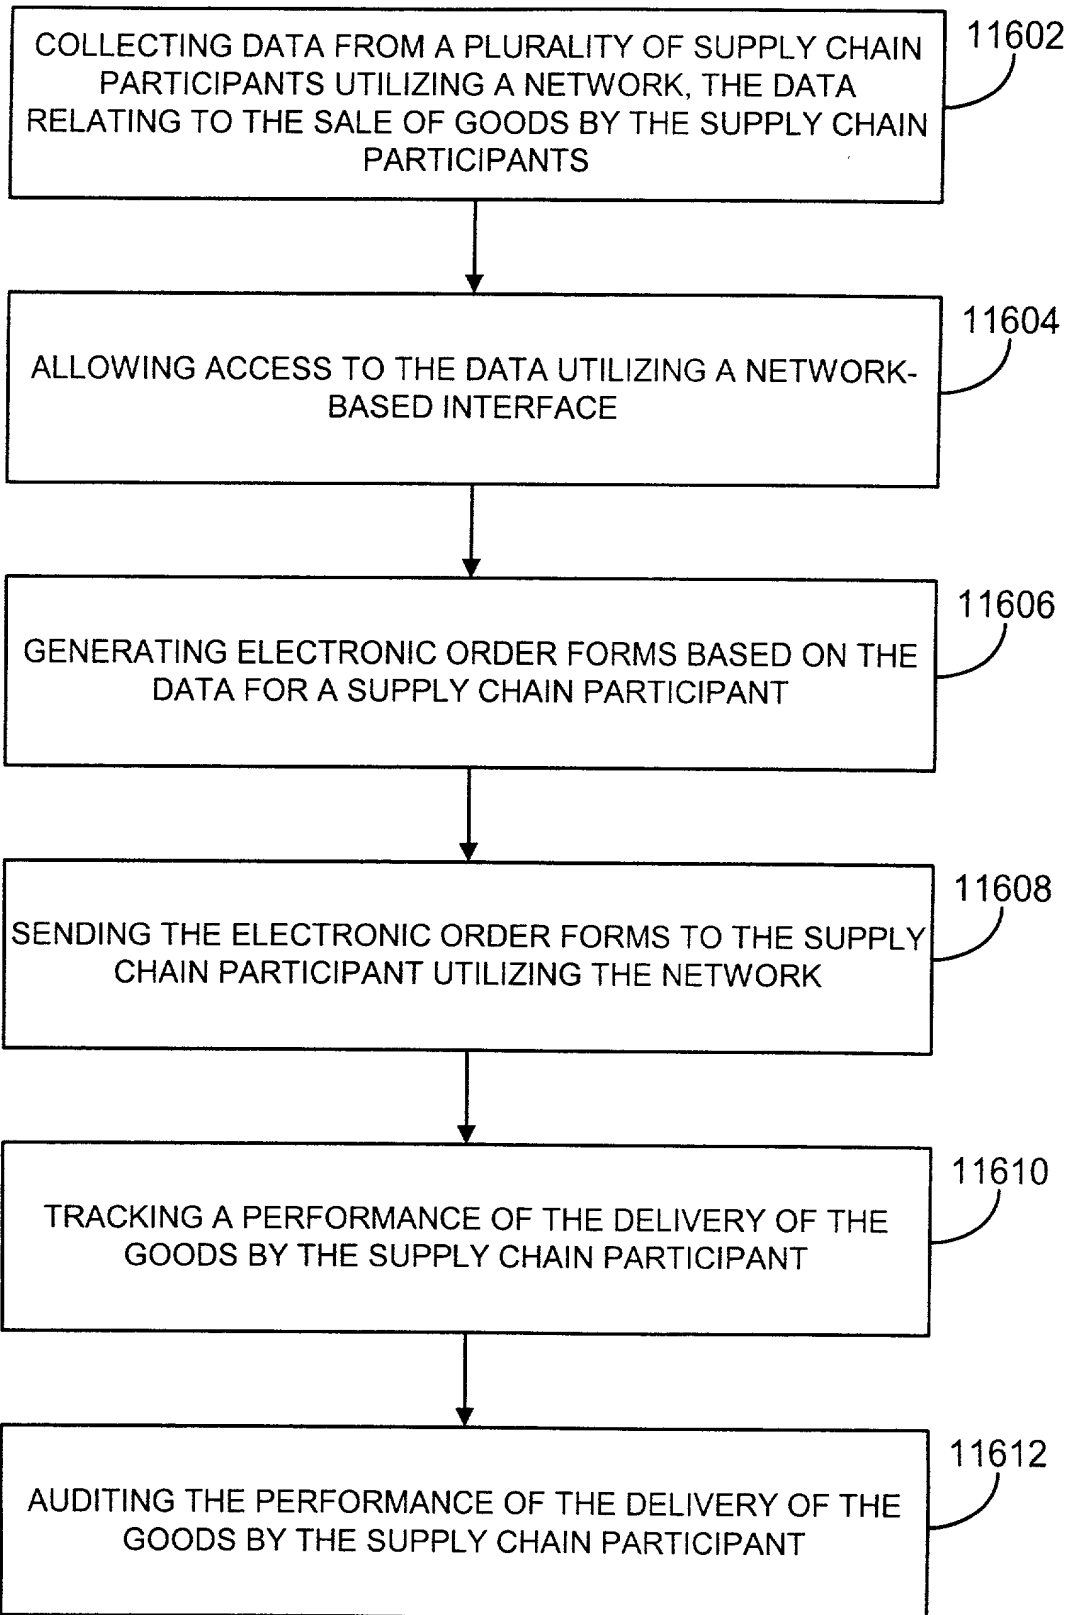 COLLECTING DATA FROM A PLURALITY OF SUPPLY CHAIN
PARTICIPANTS UTILIZING A NETWORK, THE DATA
RELATING TO THE SALE OF GOODS BY THE SUPPLY CHAIN
PARTICIPANTS
11602
ALLOWING ACCESS TO THE DATA UTILIZING A NETWORK-
BASED INTERFACE
11604
GENERATING ELECTRONIC ORDER FORMS BASED ON THE
DATA FOR A SUPPLY CHAIN PARTICIPANT
11606
SENDING THE ELECTRONIC ORDER FORMS TO THE SUPPLY
CHAIN PARTICIPANT UTILIZING THE NETWORK
11608
TRACKING A PERFORMANCE OF THE DELIVERY OF THE
GOODS BY THE SUPPLY CHAIN PARTICIPANT
11610
AUDITING THE PERFORMANCE OF THE DELIVERY OF THE
GOODS BY THE SUPPLY CHAIN PARTICIPANT
11612